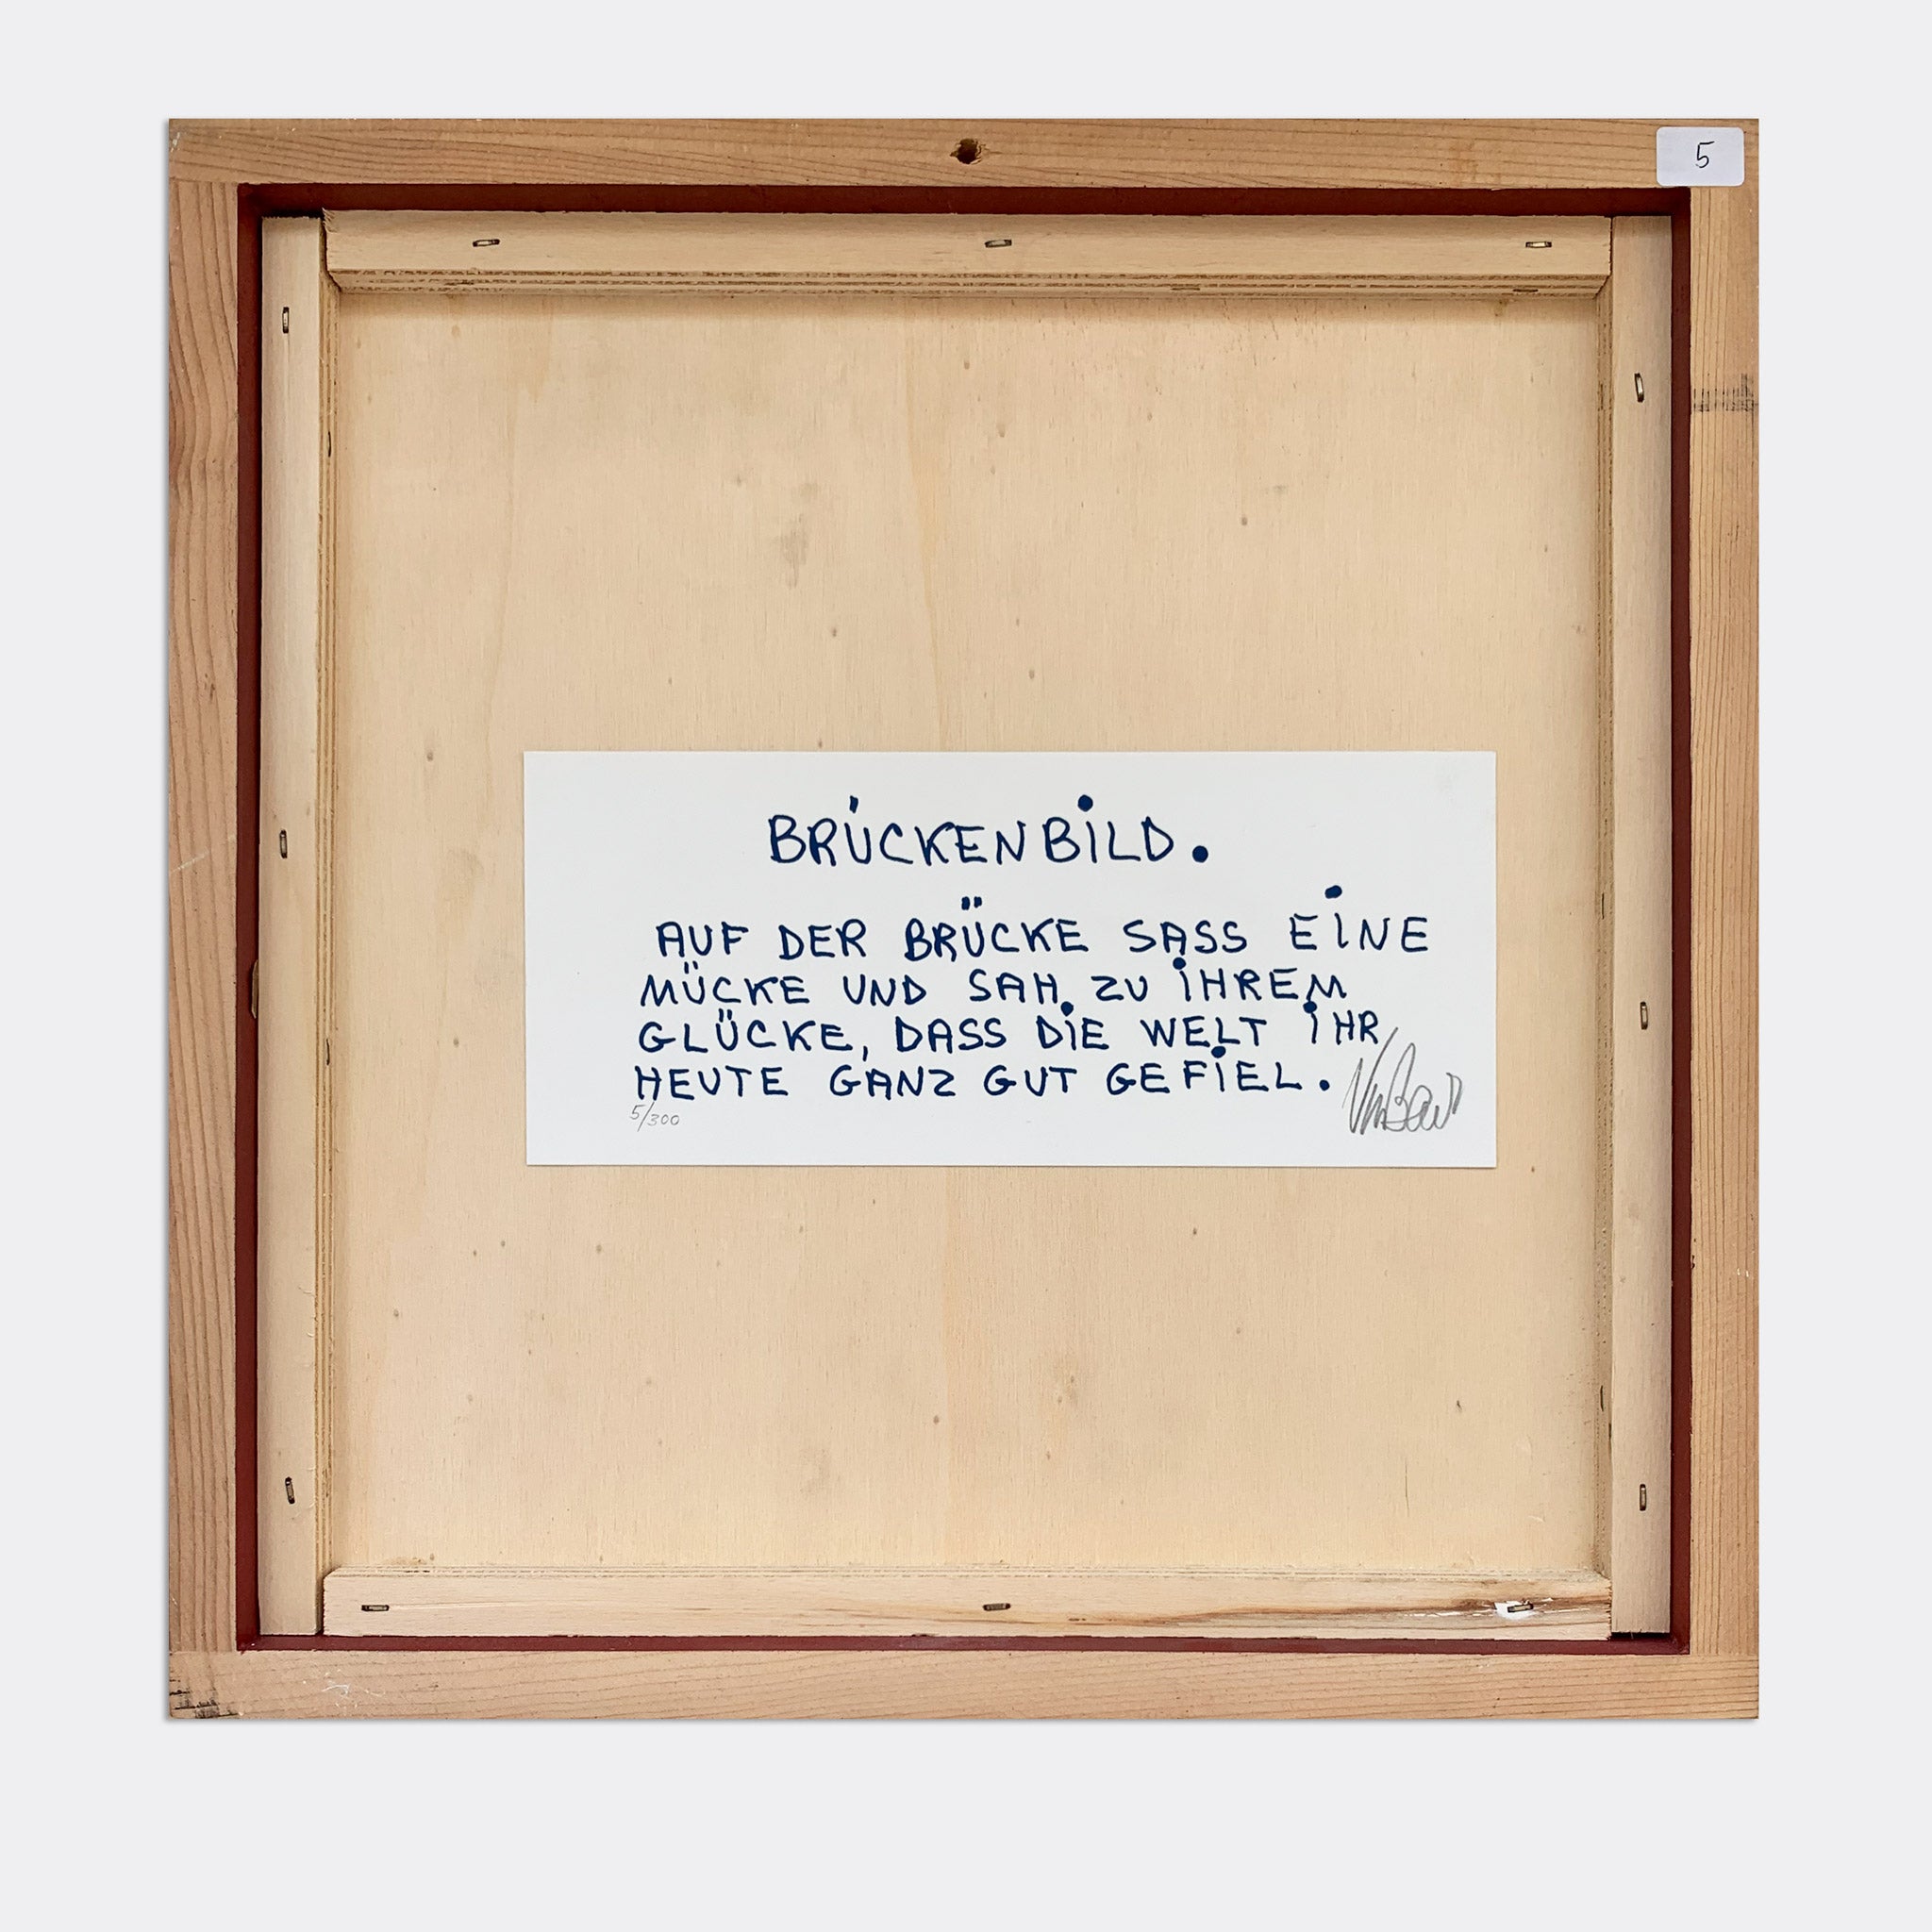 5
BRÜCKENBILD.
AUF DER BRÜCKE SASS EINE
MÜCKE UND SAH ZU IHREM
GLÜCKE, DASS DIE WELT IHR
HEUTE GANZ GUT GEFIEL.
5/300